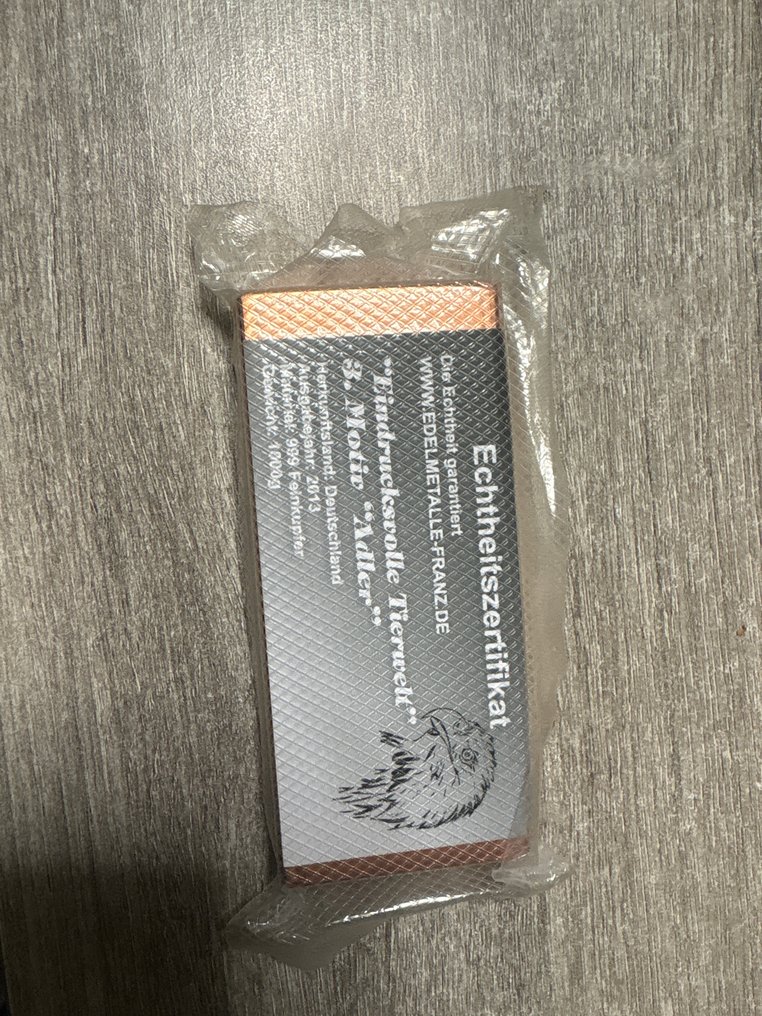 Echtheitszertifikat
Die Echtheit garantiert
WWW.EDELMETALLE-FRANZ.DE
"Eindrucksvolle Tierwelt"
3. Motiv "Adler"
Herkunftsland: Deutschland
Ausgabejahr: 2013
Material: 999 Feinkupfer
Gewicht: 1000g